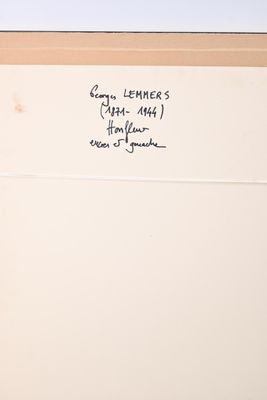 Georges LEMMERS
(1871-1944)
Honfleur
encre et gouache